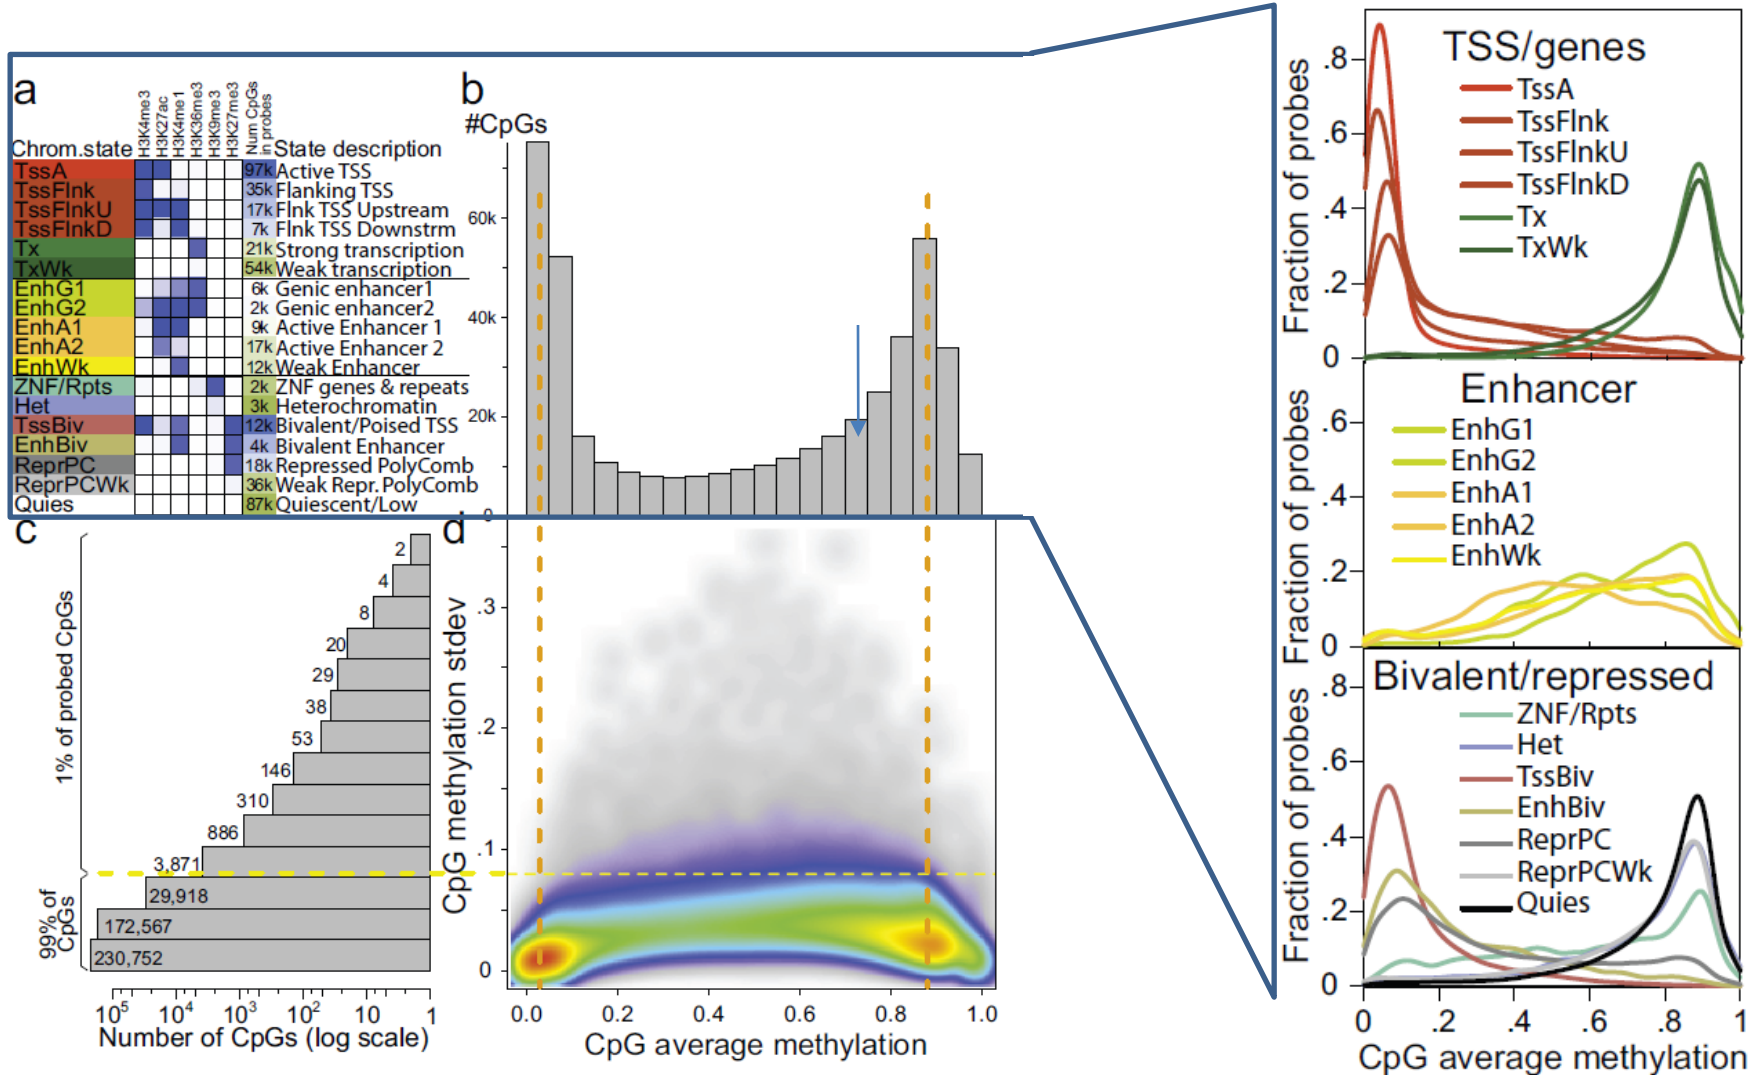 a
H3K4me3
H3K27ac
H3K4me1
H3K36me3
H3K9me3
H3K27me3
Num CpGs
in probes
Chrom.state
State description
TssA 97k Active TSS
TssFlnk 35k Flanking TSS
TssFlnkU 17k Flnk TSS Upstream
TssFlnkD 7k Flnk TSS Downstrm
Tx 21k Strong transcription
TxWk 54k Weak transcription
EnhG1 6k Genic enhancer1
EnhG2 2k Genic enhancer2
EnhA1 9k Active Enhancer 1
EnhA2 17k Active Enhancer 2
EnhWk 12k Weak Enhancer
ZNF/Rpts 2k ZNF genes & repeats
Het 3k Heterochromatin
TssBiv 12k Bivalent/Poised TSS
EnhBiv 4k Bivalent Enhancer
ReprPC 18k Repressed PolyComb
ReprPCWk 36k Weak Repr. PolyComb
Quies 87k Quiescent/Low
b
#CpGs
60k
40k
20k
0
c
1% of probed CpGs
99% of
CpGs
2
4
8
20
29
38
53
146
310
886
3,871
29,918
172,567
230,752
10⁵ 10⁴ 10³ 10² 10 1
Number of CpGs (log scale)
d
CpG methylation stdev
.3
.2
.1
0
0.0 0.2 0.4 0.6 0.8 1.0
CpG average methylation
Fraction of probes
.8
.6
.4
.2
0
TSS/genes
TssA
TssFlnk
TssFlnkU
TssFlnkD
Tx
TxWk
Fraction of probes
.6
.4
.2
0
Enhancer
EnhG1
EnhG2
EnhA1
EnhA2
EnhWk
Fraction of probes
.8
.6
.4
.2
0
Bivalent/repressed
ZNF/Rpts
Het
TssBiv
EnhBiv
ReprPC
ReprPCWk
Quies
0 .2 .4 .6 .8 1
CpG average methylation